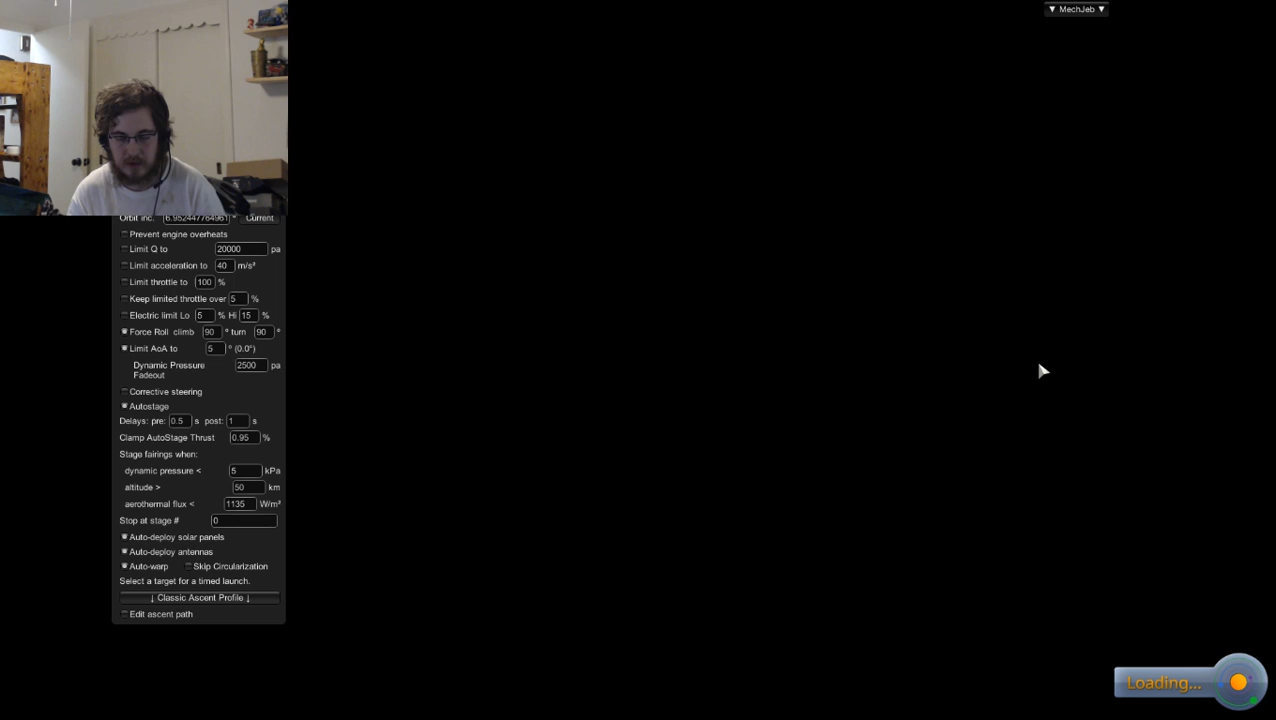 ▼ MechJeb ▼
Orbit inc. 6.952447764961 ° Current
Prevent engine overheats
Limit Q to 20000 pa
Limit acceleration to 40 m/s²
Limit throttle to 100 %
Keep limited throttle over 5 %
Electric limit Lo 5 % Hi 15 %
Force Roll climb 90 ° turn 90 °
Limit AoA to 5 ° (0.0°)
Dynamic Pressure 2500 pa
Fadeout
Corrective steering
Autostage
Delays: pre: 0.5 s post: 1 s
Clamp AutoStage Thrust 0.95 %
Stage fairings when:
dynamic pressure < 5 kPa
altitude > 50 km
aerothermal flux < 1135 W/m²
Stop at stage # 0
Auto-deploy solar panels
Auto-deploy antennas
Auto-warp Skip Circularization
Select a target for a timed launch.
↓ Classic Ascent Profile ↓
Edit ascent path
Loading...